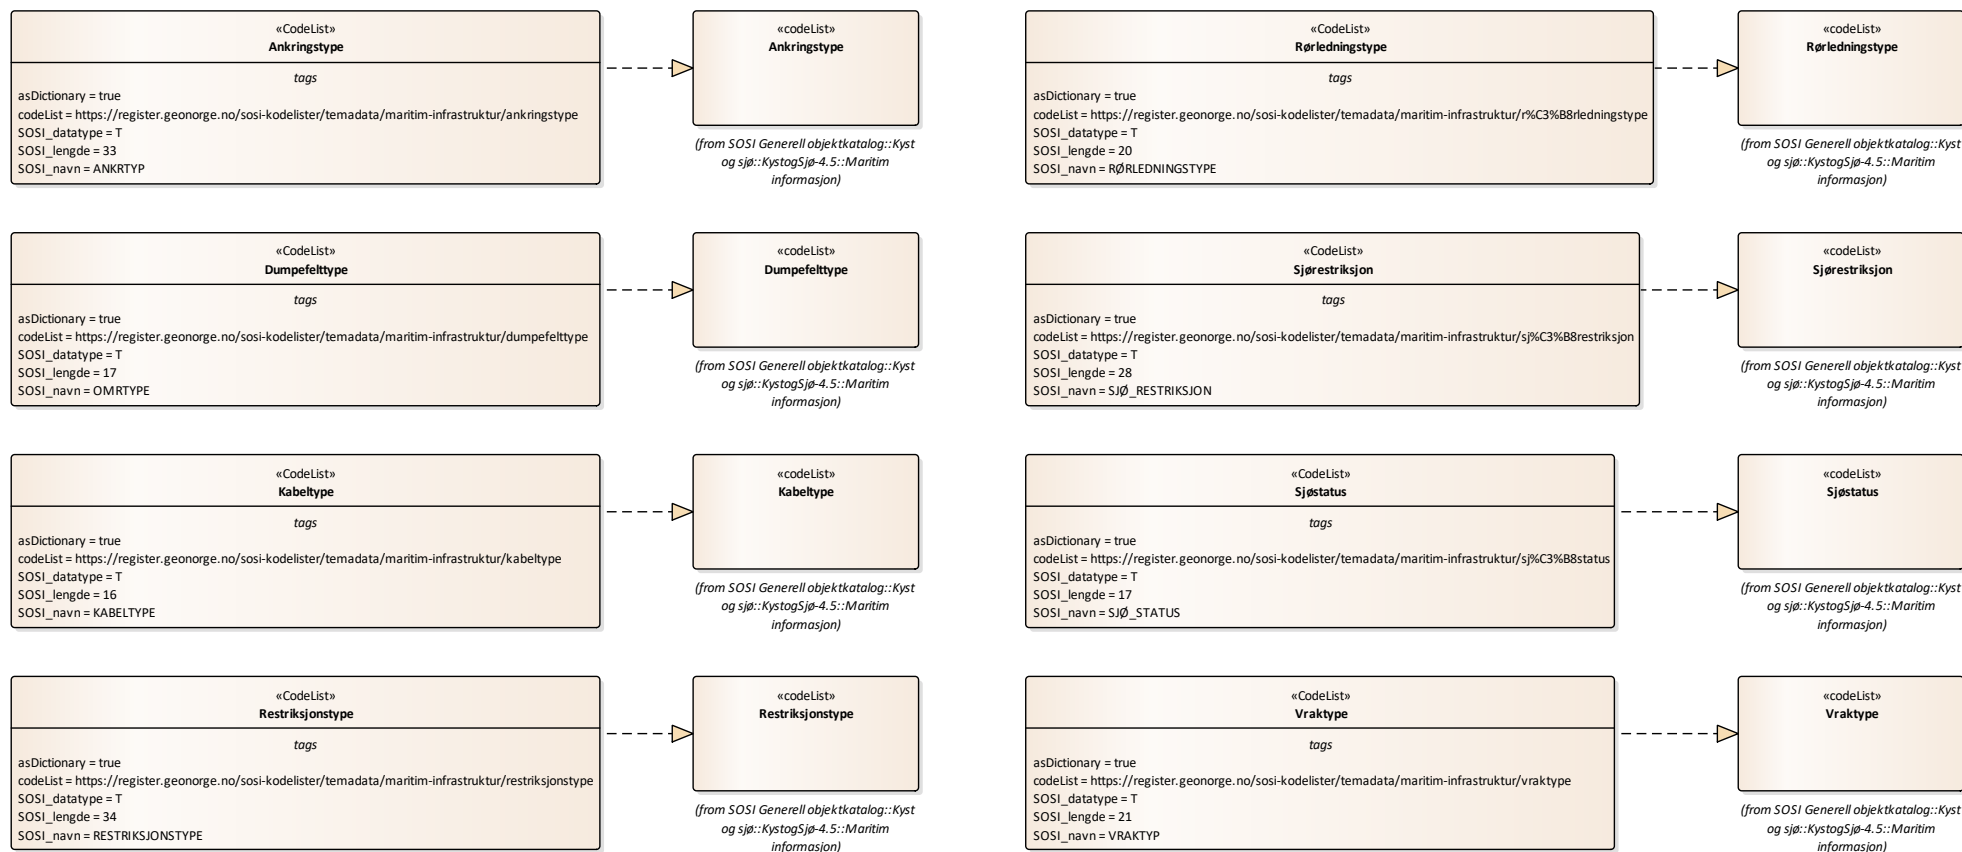 «CodeList»
Ankringstype
tags
asDictionary = true
codeList = https://register.geonorge.no/sosi-kodelister/temadata/maritim-infrastruktur/ankringstype
SOSI_datatype = T
SOSI_lengde = 33
SOSI_navn = ANKRTYP
«codeList»
Ankringstype
(from SOSI Generell objektkatalog::Kyst
og sjø::KystogSjø-4.5::Maritim
informasjon)
«CodeList»
Rørledningstype
tags
asDictionary = true
codeList = https://register.geonorge.no/sosi-kodelister/temadata/maritim-infrastruktur/r%C3%B8rledningstype
SOSI_datatype = T
SOSI_lengde = 20
SOSI_navn = RØRLEDNINGSTYPE
«codeList»
Rørledningstype
(from SOSI Generell objektkatalog::Kyst
og sjø::KystogSjø-4.5::Maritim
informasjon)
«CodeList»
Dumpefelttype
tags
asDictionary = true
codeList = https://register.geonorge.no/sosi-kodelister/temadata/maritim-infrastruktur/dumpefelttype
SOSI_datatype = T
SOSI_lengde = 17
SOSI_navn = OMRTYPE
«codeList»
Dumpefelttype
(from SOSI Generell objektkatalog::Kyst
og sjø::KystogSjø-4.5::Maritim
informasjon)
«CodeList»
Sjørestriksjon
tags
asDictionary = true
codeList = https://register.geonorge.no/sosi-kodelister/temadata/maritim-infrastruktur/sj%C3%B8restriksjon
SOSI_datatype = T
SOSI_lengde = 28
SOSI_navn = SJØ_RESTRIKSJON
«codeList»
Sjørestriksjon
(from SOSI Generell objektkatalog::Kyst
og sjø::KystogSjø-4.5::Maritim
informasjon)
«CodeList»
Kabeltype
tags
asDictionary = true
codeList = https://register.geonorge.no/sosi-kodelister/temadata/maritim-infrastruktur/kabeltype
SOSI_datatype = T
SOSI_lengde = 16
SOSI_navn = KABELTYPE
«codeList»
Kabeltype
(from SOSI Generell objektkatalog::Kyst
og sjø::KystogSjø-4.5::Maritim
informasjon)
«CodeList»
Sjøstatus
tags
asDictionary = true
codeList = https://register.geonorge.no/sosi-kodelister/temadata/maritim-infrastruktur/sj%C3%B8status
SOSI_datatype = T
SOSI_lengde = 17
SOSI_navn = SJØ_STATUS
«codeList»
Sjøstatus
(from SOSI Generell objektkatalog::Kyst
og sjø::KystogSjø-4.5::Maritim
informasjon)
«CodeList»
Restriksjonstype
tags
asDictionary = true
codeList = https://register.geonorge.no/sosi-kodelister/temadata/maritim-infrastruktur/restriksjonstype
SOSI_datatype = T
SOSI_lengde = 34
SOSI_navn = RESTRIKSJONSTYPE
«codeList»
Restriksjonstype
(from SOSI Generell objektkatalog::Kyst
og sjø::KystogSjø-4.5::Maritim
informasjon)
«CodeList»
Vraktype
tags
asDictionary = true
codeList = https://register.geonorge.no/sosi-kodelister/temadata/maritim-infrastruktur/vraktype
SOSI_datatype = T
SOSI_lengde = 21
SOSI_navn = VRAKTYP
«codeList»
Vraktype
(from SOSI Generell objektkatalog::Kyst
og sjø::KystogSjø-4.5::Maritim
informasjon)